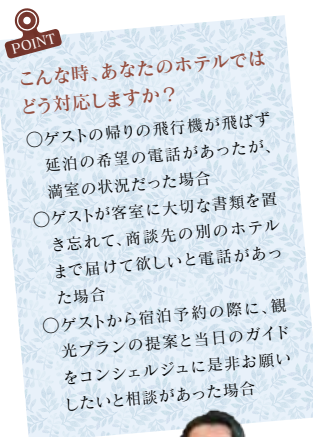 POINT
こんな時、あなたのホテルでは
どう対応しますか？
○ゲストの帰りの飛行機が飛ばず
延泊の希望の電話があったが、
満室の状況だった場合
○ゲストが客室に大切な書類を置
き忘れて、商談先の別のホテル
まで届けて欲しいと電話があっ
た場合
○ゲストから宿泊予約の際に、観
光プランの提案と当日のガイド
をコンシェルジュに是非お願い
したいと相談があった場合